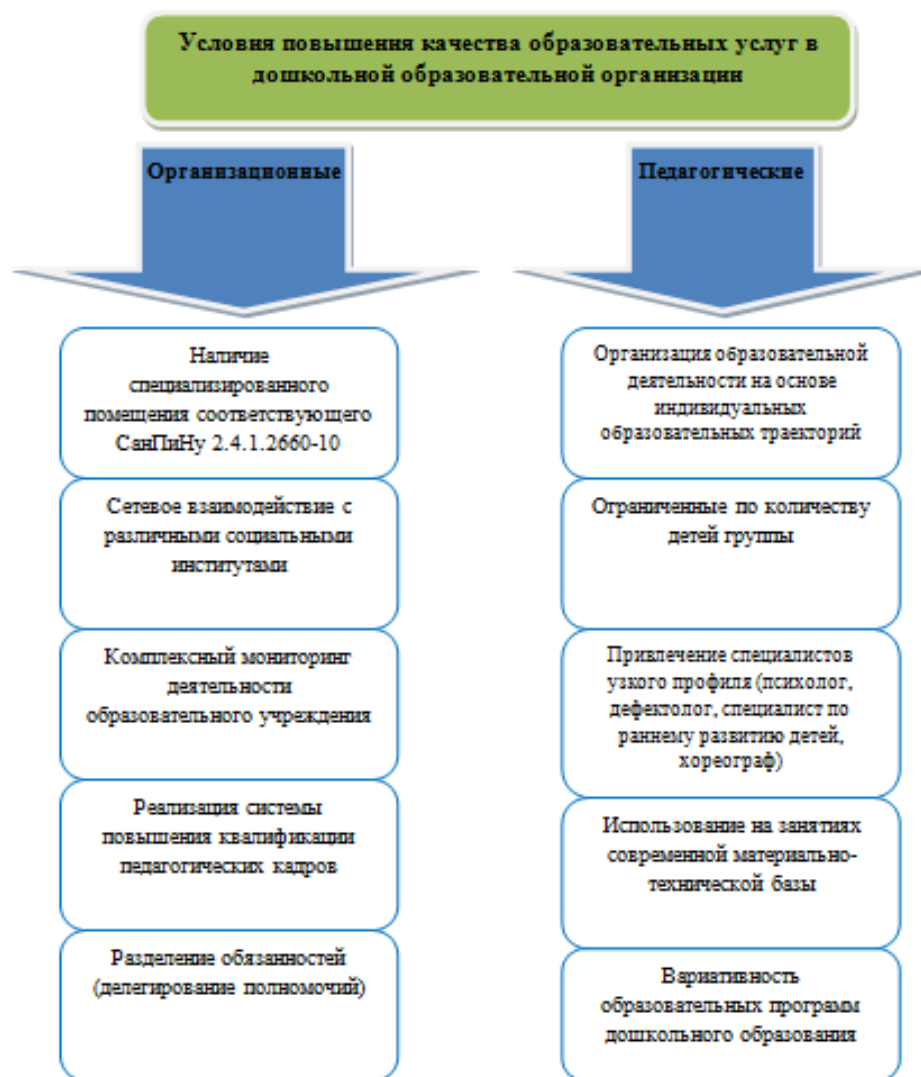 Условия повышения качества образовательных услуг в
дошкольной образовательной организации
Организационные
Наличие
специализированного
помещения соответствующего
СанПиНу 2.4.1.2660-10
Сетевое взаимодействие с
различными социальными
институтами
Комплексный мониторинг
деятельности
образовательного учреждения
Реализация системы
повышения квалификации
педагогических кадров
Разделение обязанностей
(делегирование полномочий)
Педагогические
Организация образовательной
деятельности на основе
индивидуальных
образовательных траекторий
Ограниченные по количеству
детей группы
Привлечение специалистов
узкого профиля (психолог,
дефектолог, специалист по
раннему развитию детей,
хореограф)
Использование на занятиях
современной материально-
технической базы
Вариативность
образовательных программ
дошкольного образования